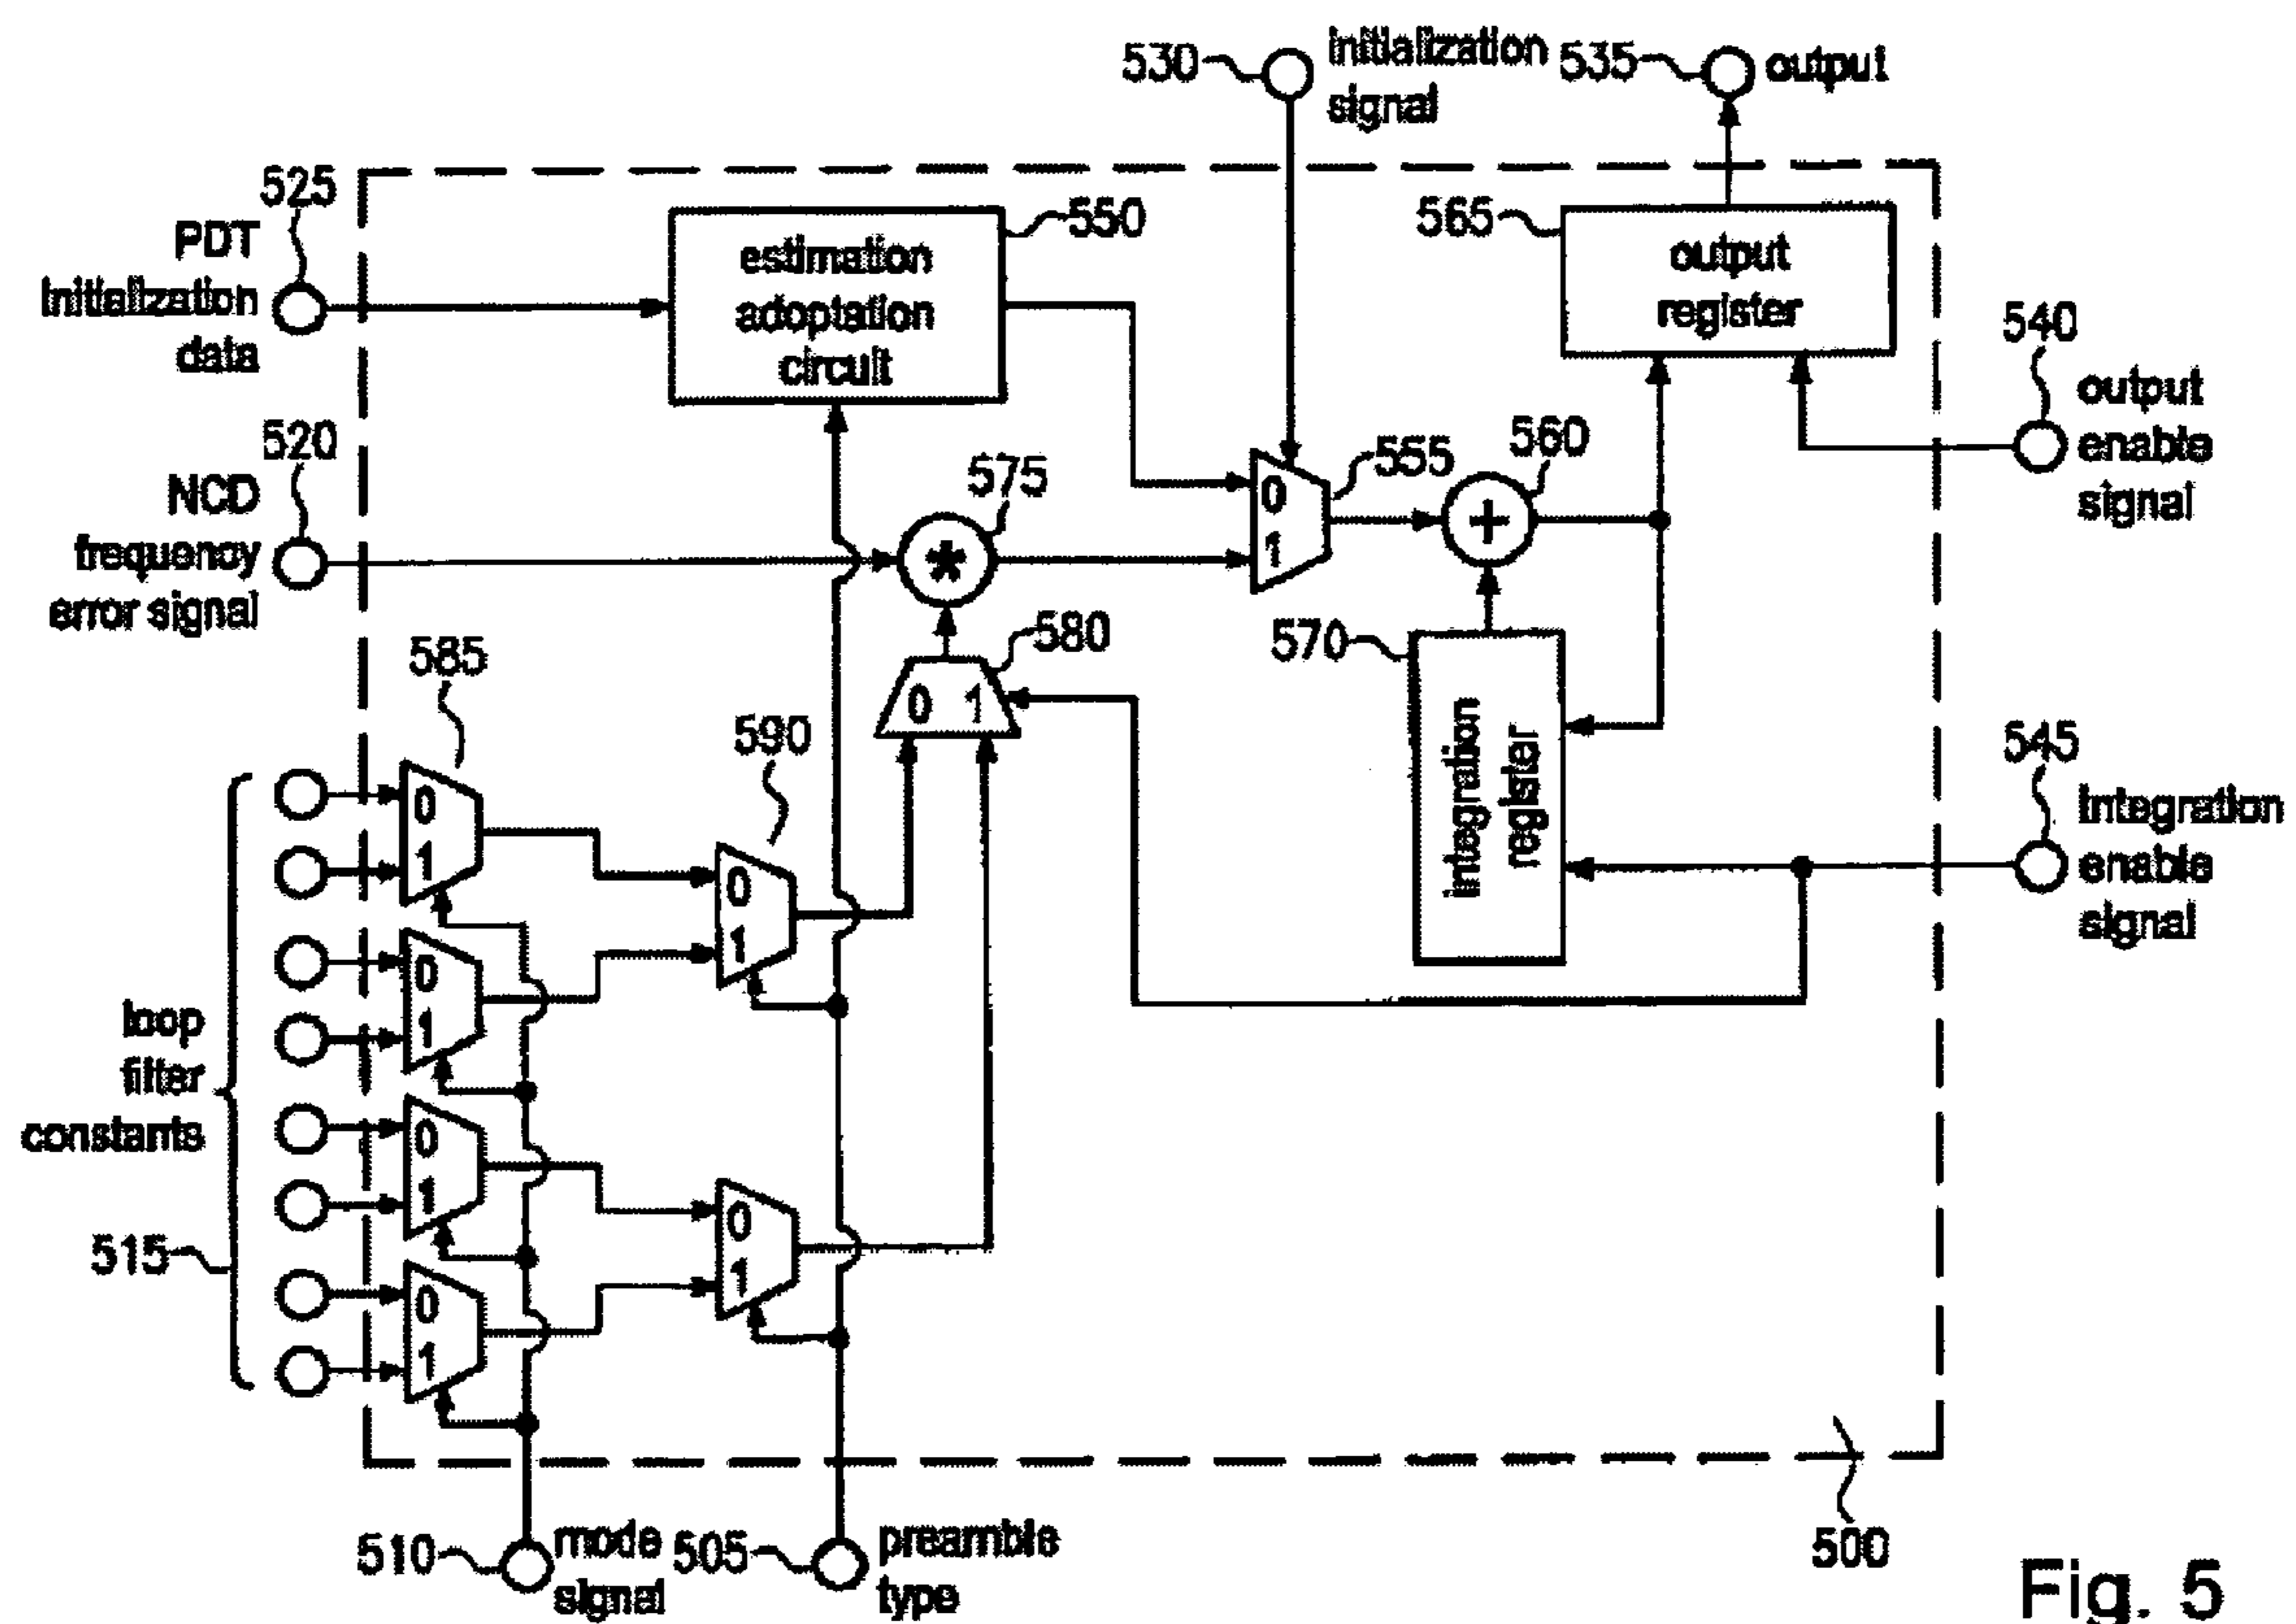 530
initialization
signal
535
output
525
PDT
initialization
data
estimation
adoptation
circuit
550
565
output
register
540
output
enable
signal
520
NCD
frequency
error signal
575
*
0
1
555
560
+
585
580
0 1
570
integration
register
590
545
integration
enable
signal
0
1
0
1
0
1
0
1
0
1
0
1
loop
filter
constants
515
510
mode
signal
505
preamble
type
500
Fig. 5